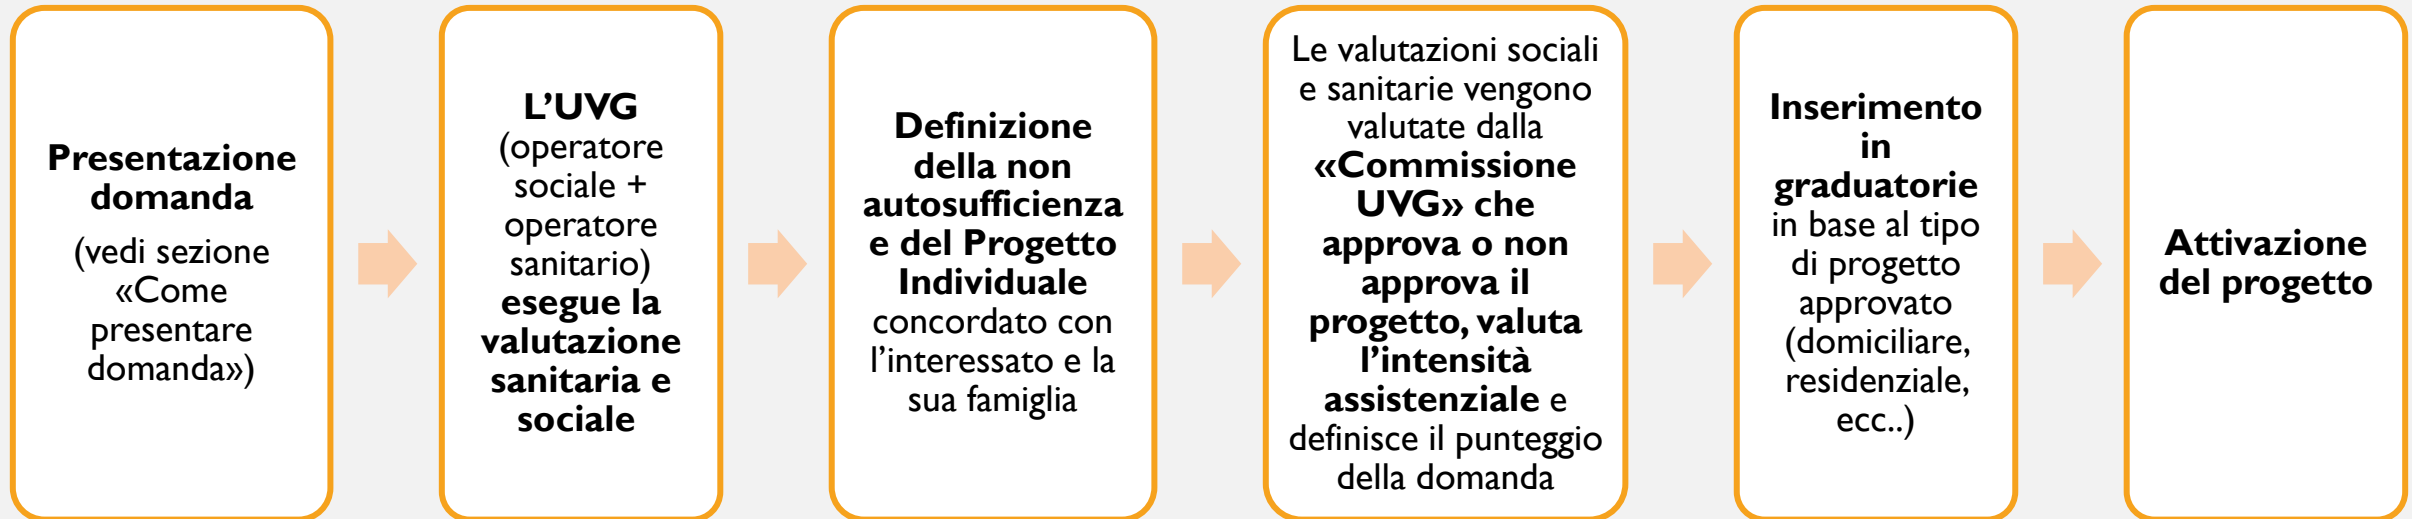 Presentazione
domanda
(vedi sezione
«Come
presentare
domanda»)
L’UVG
(operatore
sociale +
operatore
sanitario)
esegue la
valutazione
sanitaria e
sociale
Definizione
della non
autosufficienza
e del Progetto
Individuale
concordato con
l’interessato e la
sua famiglia
Le valutazioni sociali
e sanitarie vengono
valutate dalla
«Commissione
UVG» che
approva o non
approva il
progetto, valuta
l’intensità
assistenziale e
definisce il punteggio
della domanda
Inserimento
in
graduatorie
in base al tipo
di progetto
approvato
(domiciliare,
residenziale,
ecc..)
Attivazione
del progetto